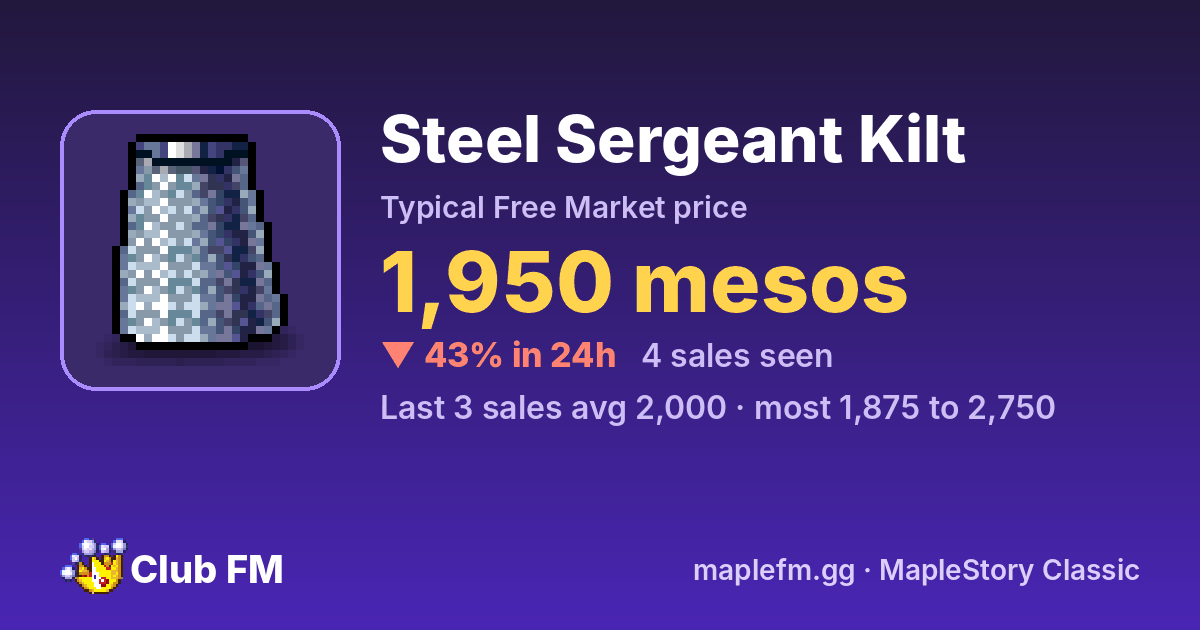 Steel Sergeant Kilt
Typical Free Market price
1,950 mesos
▼ 43% in 24h 4 sales seen
Last 3 sales avg 2,000 · most 1,875 to 2,750
Club FM
maplefm.gg · MapleStory Classic